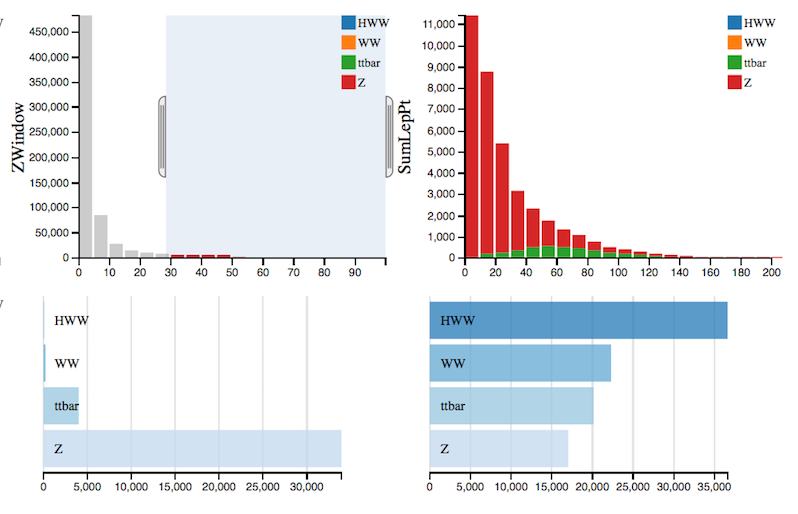 ZWindow
450,000
400,000
350,000
300,000
250,000
200,000
150,000
100,000
50,000
0
0 10 20 30 40 50 60 70 80 90
HWW
WW
ttbar
Z
SumLepPt
11,000
10,000
9,000
8,000
7,000
6,000
5,000
4,000
3,000
2,000
1,000
0
0 20 40 60 80 100 120 140 160 180 200
HWW
WW
ttbar
Z
HWW
WW
ttbar
Z
0 5,000 10,000 15,000 20,000 25,000 30,000
HWW
WW
ttbar
Z
0 5,000 10,000 15,000 20,000 25,000 30,000 35,000